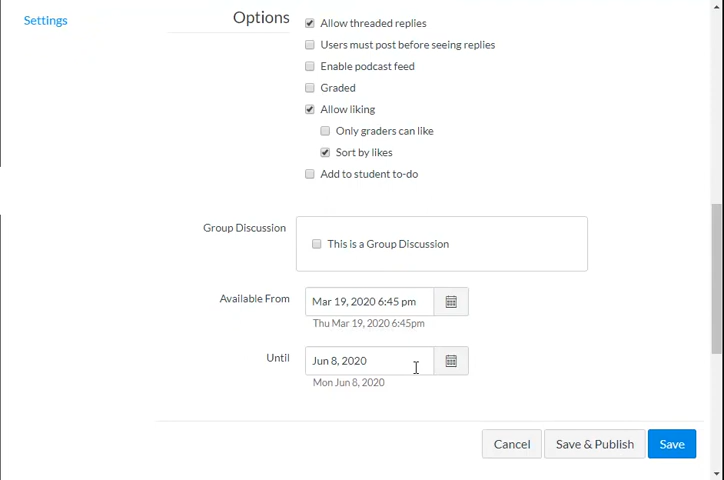 Settings
Options
Allow threaded replies
Users must post before seeing replies
Enable podcast feed
Graded
Allow liking
Only graders can like
Sort by likes
Add to student to-do
Group Discussion
This is a Group Discussion
Available From
Mar 19, 2020 6:45 pm
Thu Mar 19, 2020 6:45pm
Until
Jun 8, 2020
Mon Jun 8, 2020
Cancel
Save & Publish
Save